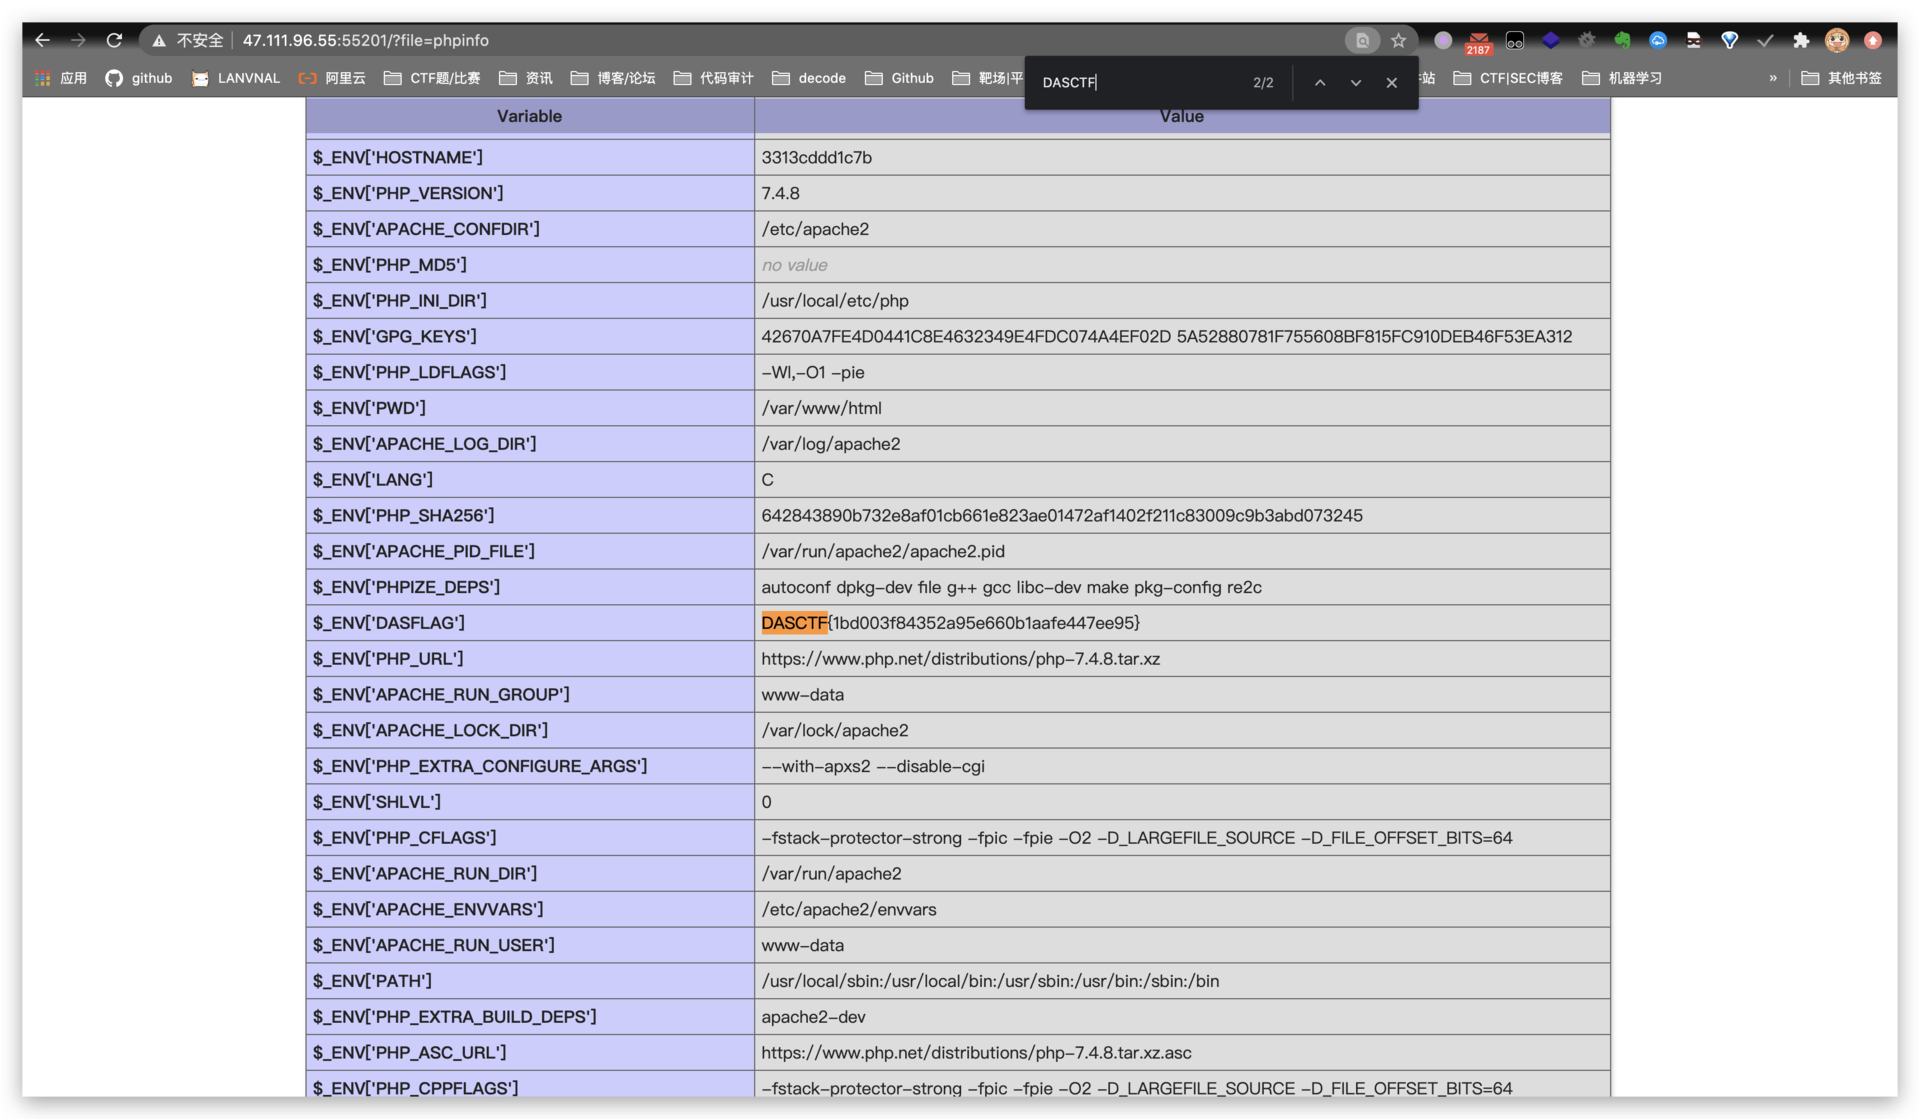 不安全 47.111.96.55:55201/?file=phpinfo
2187
应用 github LANVNAL 阿里云 CTF题/比赛 资讯 博客/论坛 代码审计 decode Github 靶场|平 站 CTF|SEC博客 机器学习 » 其他书签
DASCTF 2/2
Variable Value
$_ENV['HOSTNAME'] 3313cddd1c7b
$_ENV['PHP_VERSION'] 7.4.8
$_ENV['APACHE_CONFDIR'] /etc/apache2
$_ENV['PHP_MD5'] no value
$_ENV['PHP_INI_DIR'] /usr/local/etc/php
$_ENV['GPG_KEYS'] 42670A7FE4D0441C8E4632349E4FDC074A4EF02D 5A52880781F755608BF815FC910DEB46F53EA312
$_ENV['PHP_LDFLAGS'] -Wl,-O1 -pie
$_ENV['PWD'] /var/www/html
$_ENV['APACHE_LOG_DIR'] /var/log/apache2
$_ENV['LANG'] C
$_ENV['PHP_SHA256'] 642843890b732e8af01cb661e823ae01472af1402f211c83009c9b3abd073245
$_ENV['APACHE_PID_FILE'] /var/run/apache2/apache2.pid
$_ENV['PHPIZE_DEPS'] autoconf dpkg-dev file g++ gcc libc-dev make pkg-config re2c
$_ENV['DASFLAG'] DASCTF{1bd003f84352a95e660b1aafe447ee95}
$_ENV['PHP_URL'] https://www.php.net/distributions/php-7.4.8.tar.xz
$_ENV['APACHE_RUN_GROUP'] www-data
$_ENV['APACHE_LOCK_DIR'] /var/lock/apache2
$_ENV['PHP_EXTRA_CONFIGURE_ARGS'] --with-apxs2 --disable-cgi
$_ENV['SHLVL'] 0
$_ENV['PHP_CFLAGS'] -fstack-protector-strong -fpic -fpie -O2 -D_LARGEFILE_SOURCE -D_FILE_OFFSET_BITS=64
$_ENV['APACHE_RUN_DIR'] /var/run/apache2
$_ENV['APACHE_ENVVARS'] /etc/apache2/envvars
$_ENV['APACHE_RUN_USER'] www-data
$_ENV['PATH'] /usr/local/sbin:/usr/local/bin:/usr/sbin:/usr/bin:/sbin:/bin
$_ENV['PHP_EXTRA_BUILD_DEPS'] apache2-dev
$_ENV['PHP_ASC_URL'] https://www.php.net/distributions/php-7.4.8.tar.xz.asc
$_ENV['PHP_CPPFLAGS'] -fstack-protector-strong -fpic -fpie -O2 -D_LARGEFILE_SOURCE -D_FILE_OFFSET_BITS=64